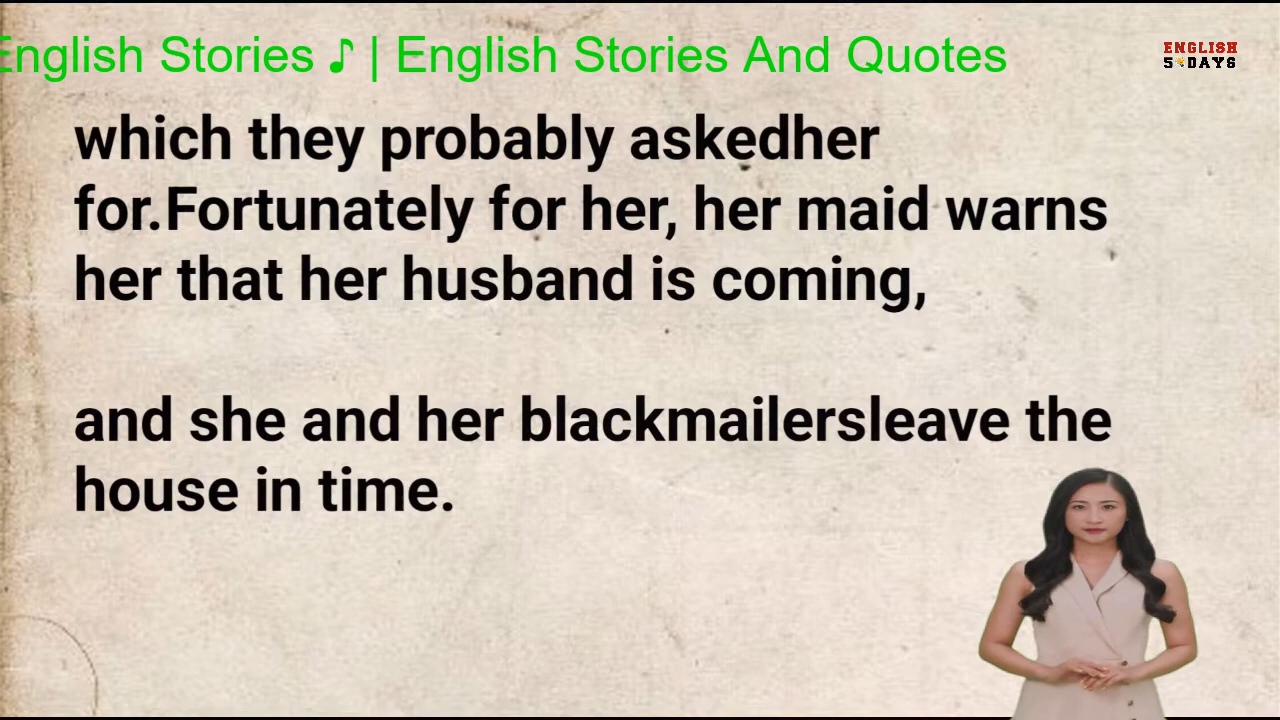 English Stories ♪ | English Stories And Quotes
ENGLISH
5 DAYS
which they probably askedher
for.Fortunately for her, her maid warns
her that her husband is coming,
and she and her blackmailersleave the
house in time.